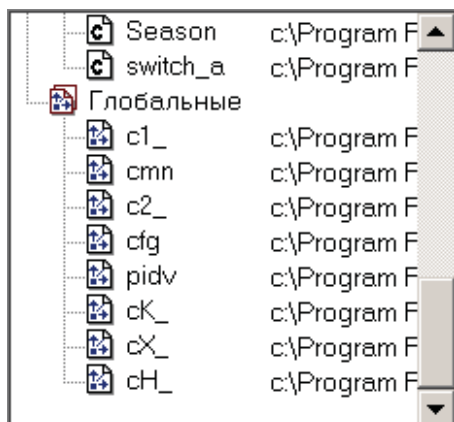 Season c:\Program F
switch_a c:\Program F
Глобальные
c1_ c:\Program F
cmn c:\Program F
c2_ c:\Program F
cfg c:\Program F
pidv c:\Program F
cK_ c:\Program F
cX_ c:\Program F
cH_ c:\Program F